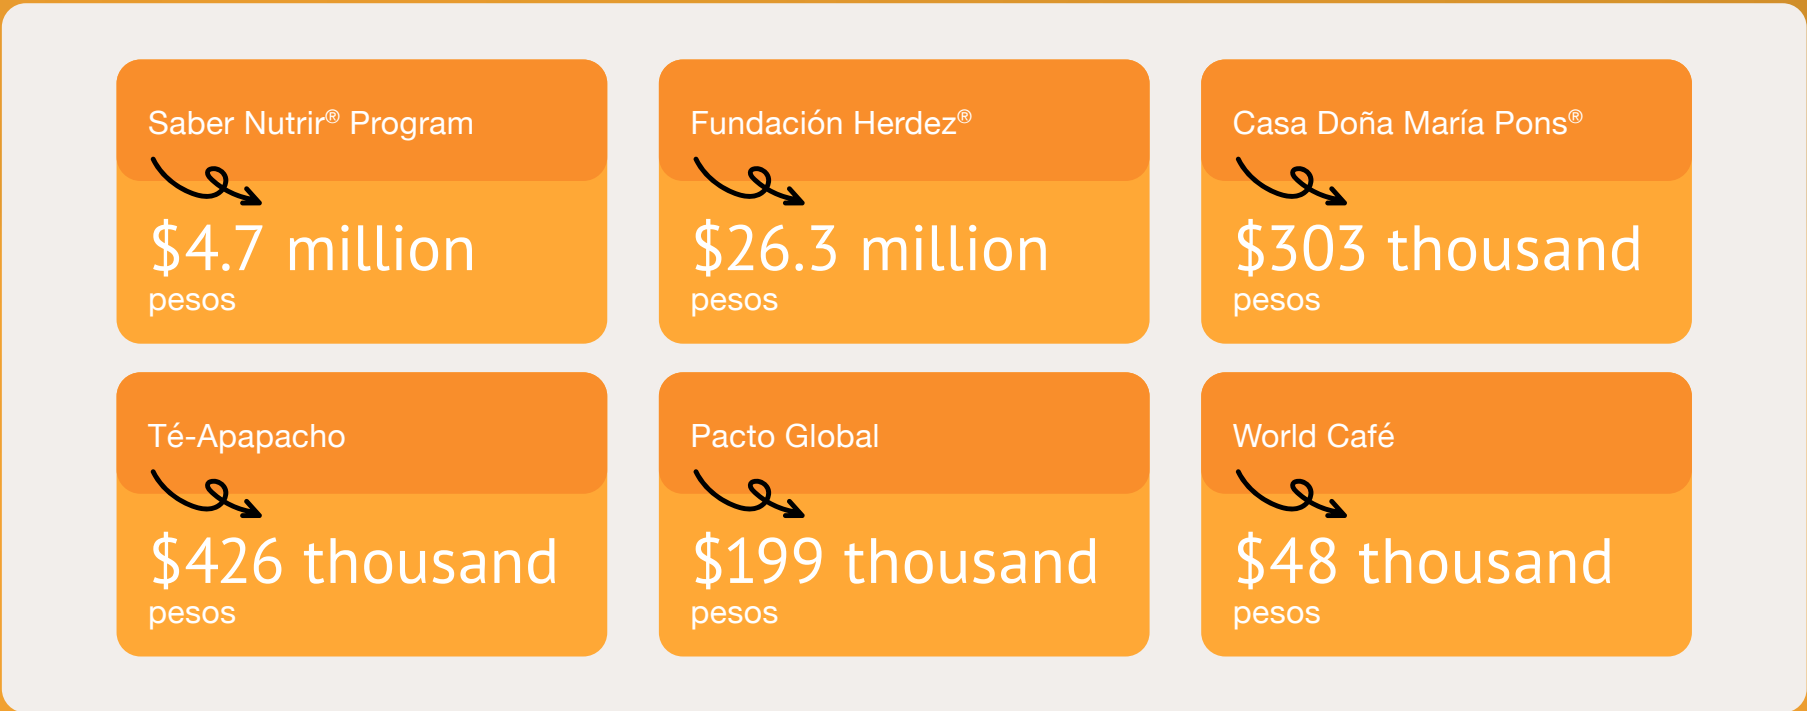 Saber Nutrir® Program
$4.7 million
pesos
Fundación Herdez®
$26.3 million
pesos
Casa Doña María Pons®
$303 thousand
pesos
Té-Apapacho
$426 thousand
pesos
Pacto Global
$199 thousand
pesos
World Café
$48 thousand
pesos